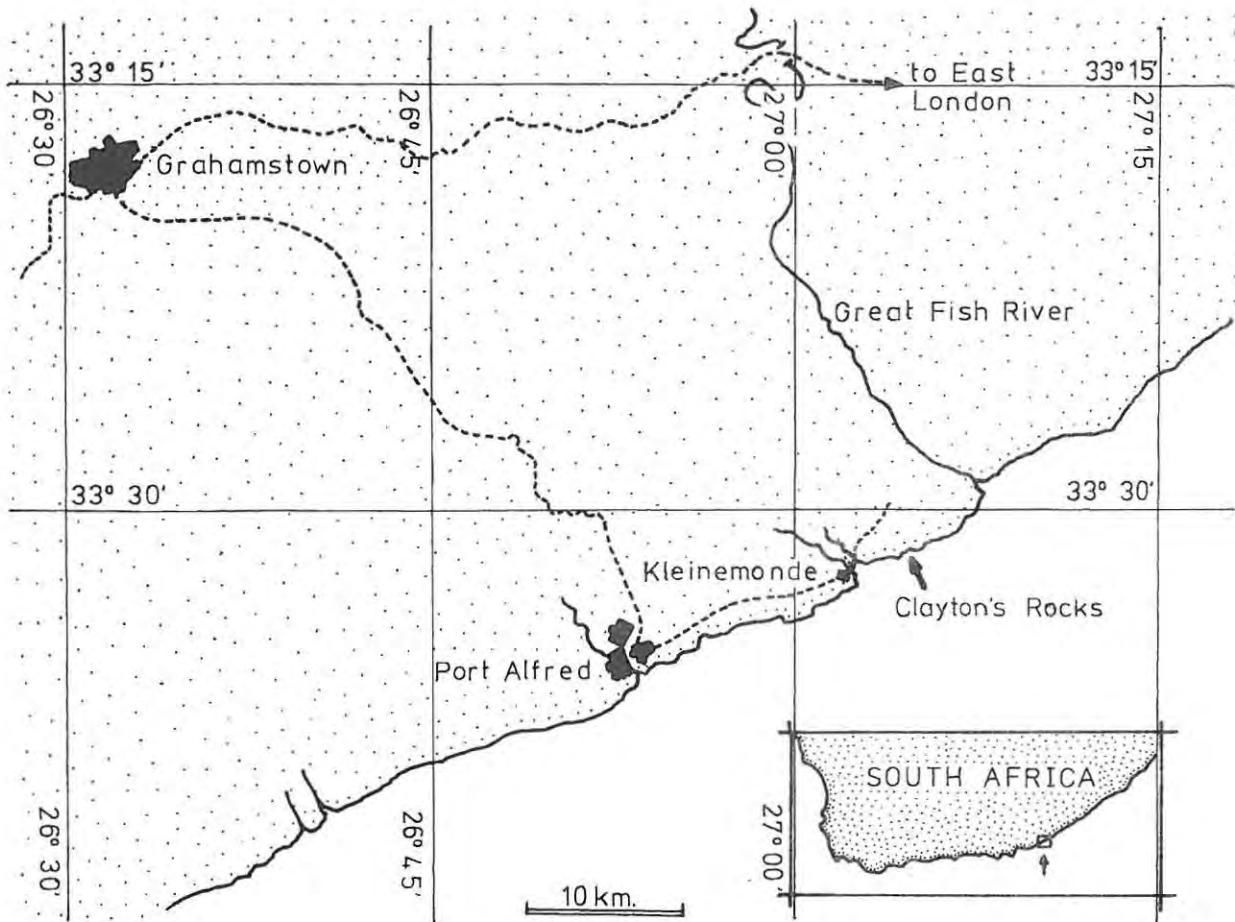 33° 15'
to East
London
33° 15'
26° 30'
26° 45'
27° 00'
27° 15'
Grahamstown
Great Fish River
33° 30'
33° 30'
Kleinemonde
Clayton's Rocks
Port Alfred
SOUTH AFRICA
26° 30'
26° 45'
27° 00'
10 km.